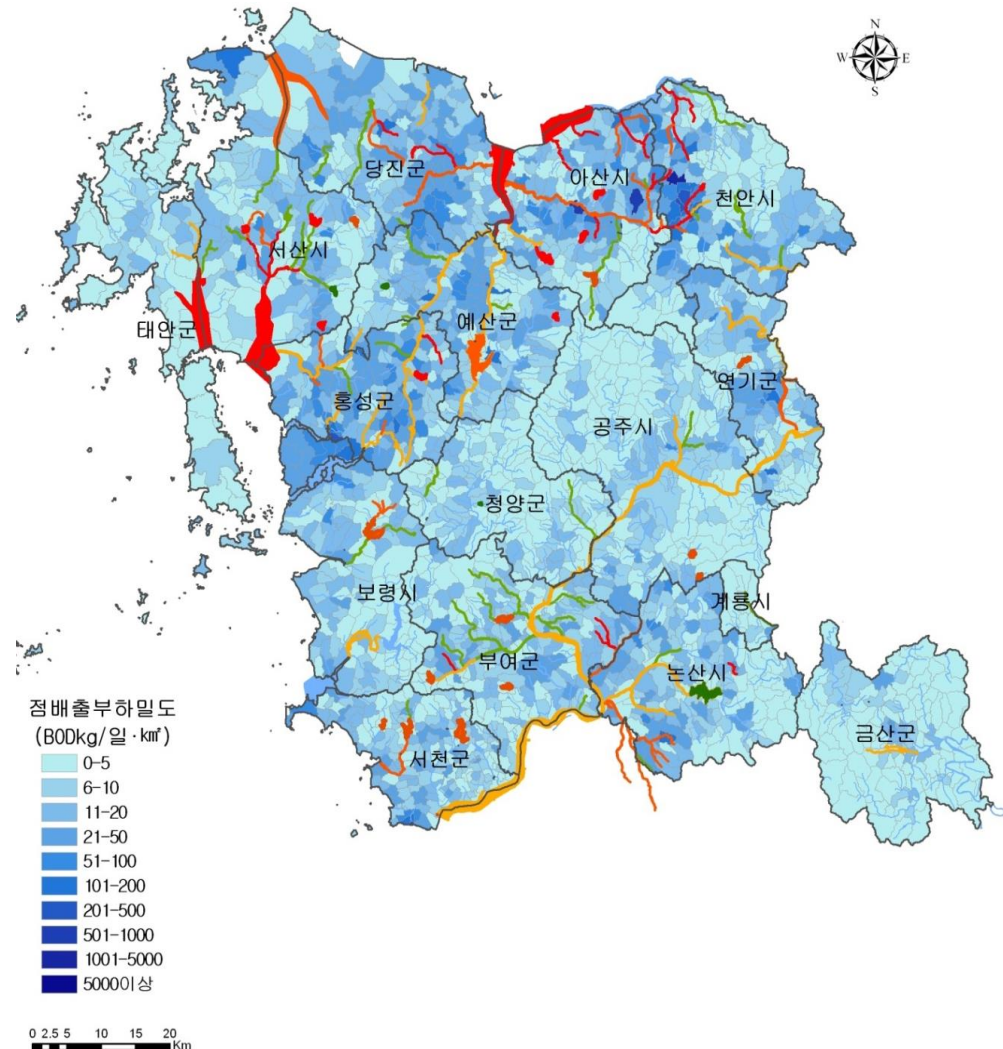 N
W E
S
당진군
아산시
천안시
서산시
태안군
예산군
연기군
홍성군
공주시
청양군
보령시
계룡시
부여군
논산시
금산군
서천군
점배출부하밀도
(BODkg/일·㎢)
0-5
6-10
11-20
21-50
51-100
101-200
201-500
501-1000
1001-5000
5000이상
0 2.5 5 10 15 20
Km